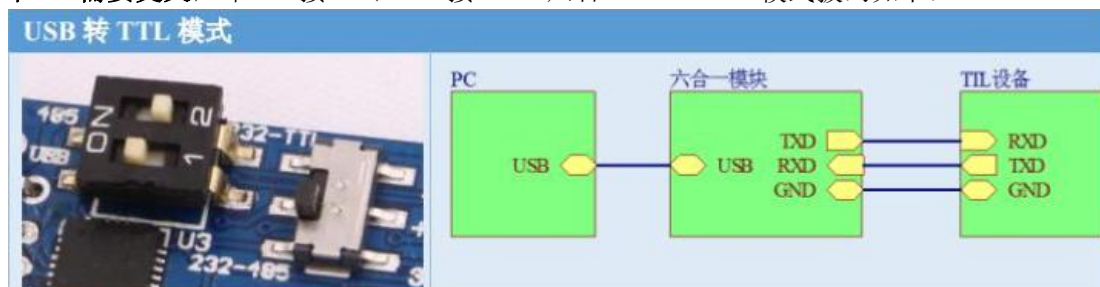 USB 转 TTL 模式
PC
六合一模块
TIL设备
USB
USB
TXD
RXD
GND
RXD
TXD
GND
485
USB
ON
1 2
232-TTL
U3
232-485